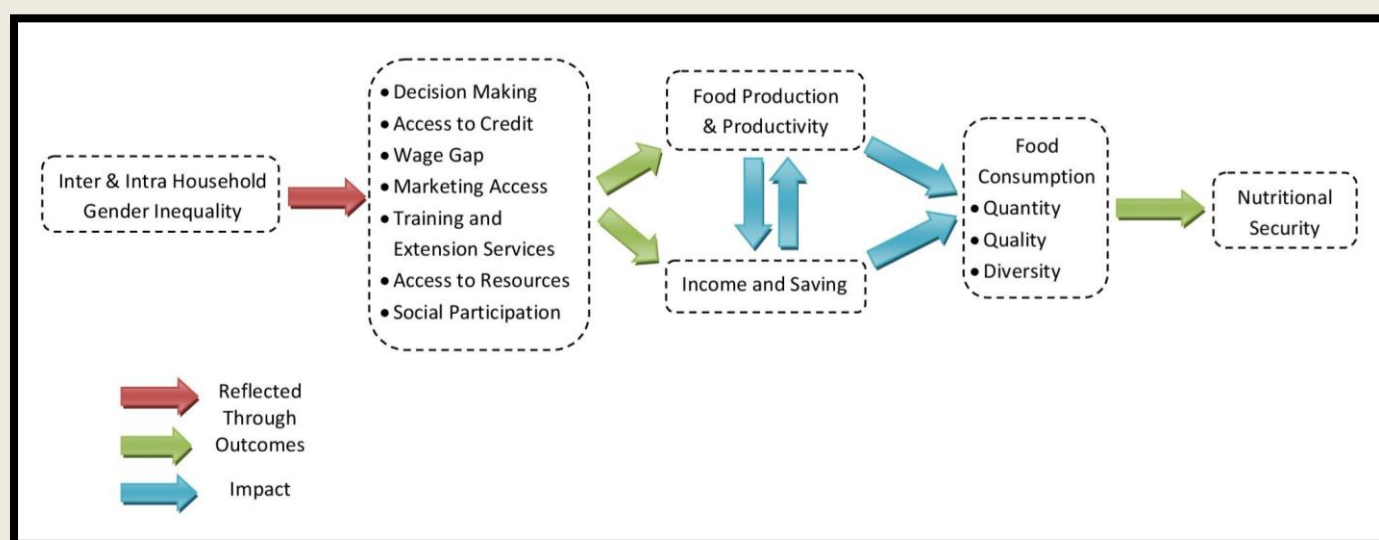 Inter & Intra Household
Gender Inequality
• Decision Making
• Access to Credit
• Wage Gap
• Marketing Access
• Training and
Extension Services
• Access to Resources
• Social Participation
Food Production
& Productivity
Income and Saving
Food
Consumption
• Quantity
• Quality
• Diversity
Nutritional
Security
Reflected
Through
Outcomes
Impact